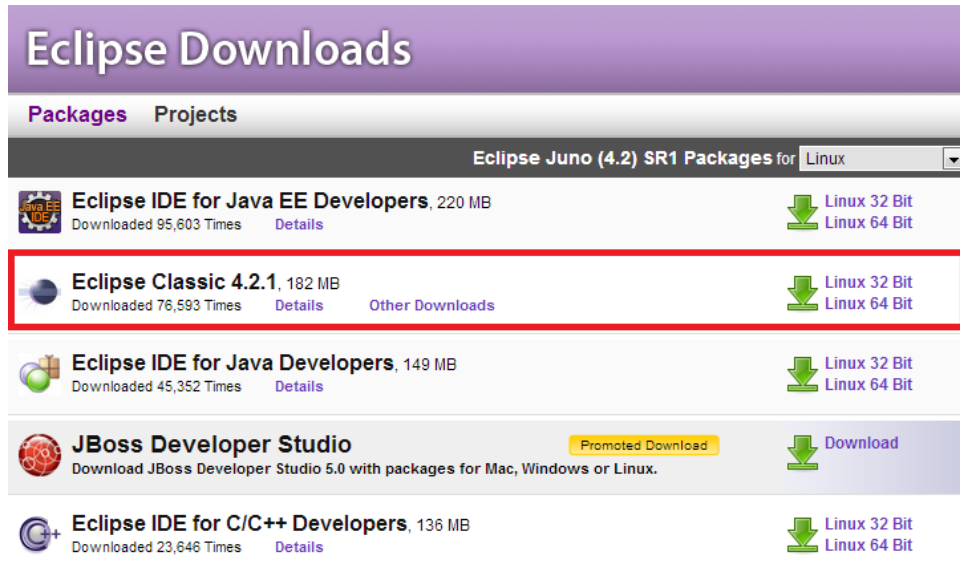 Eclipse Downloads
Packages Projects
Eclipse Juno (4.2) SR1 Packages for Linux
Java EE IDE
Eclipse IDE for Java EE Developers, 220 MB
Downloaded 95,603 Times Details
Linux 32 Bit
Linux 64 Bit
Eclipse Classic 4.2.1, 182 MB
Downloaded 76,593 Times Details Other Downloads
Linux 32 Bit
Linux 64 Bit
Eclipse IDE for Java Developers, 149 MB
Downloaded 45,352 Times Details
Linux 32 Bit
Linux 64 Bit
JBoss Developer Studio Promoted Download
Download JBoss Developer Studio 5.0 with packages for Mac, Windows or Linux.
Download
C++
Eclipse IDE for C/C++ Developers, 136 MB
Downloaded 23,646 Times Details
Linux 32 Bit
Linux 64 Bit